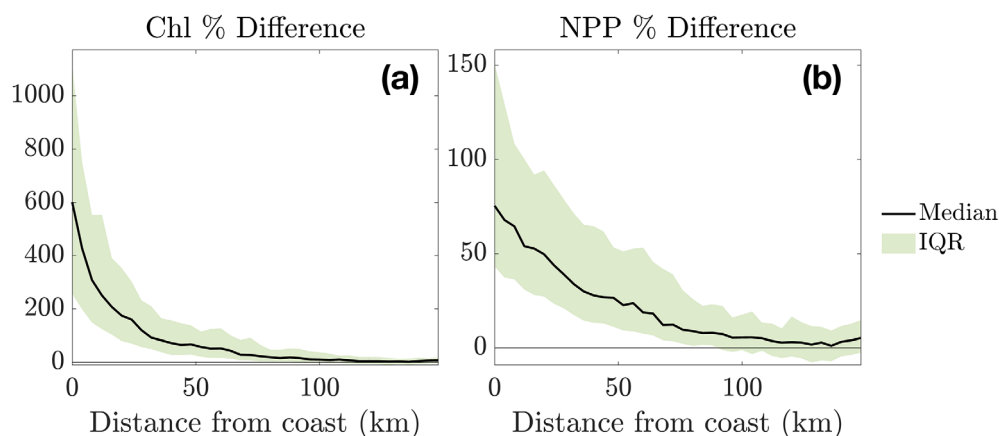 Chl % Difference
(a)
1000
800
600
400
200
0
0
50
100
Distance from coast (km)
NPP % Difference
(b)
150
100
50
0
0
50
100
Distance from coast (km)
Median
IQR